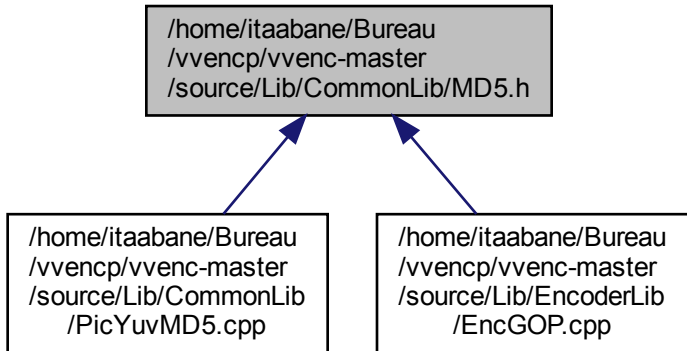 /home/itaabane/Bureau
/vvencp/vvenc-master
/source/Lib/CommonLib/MD5.h
/home/itaabane/Bureau
/vvencp/vvenc-master
/source/Lib/CommonLib
/PicYuvMD5.cpp
/home/itaabane/Bureau
/vvencp/vvenc-master
/source/Lib/EncoderLib
/EncGOP.cpp